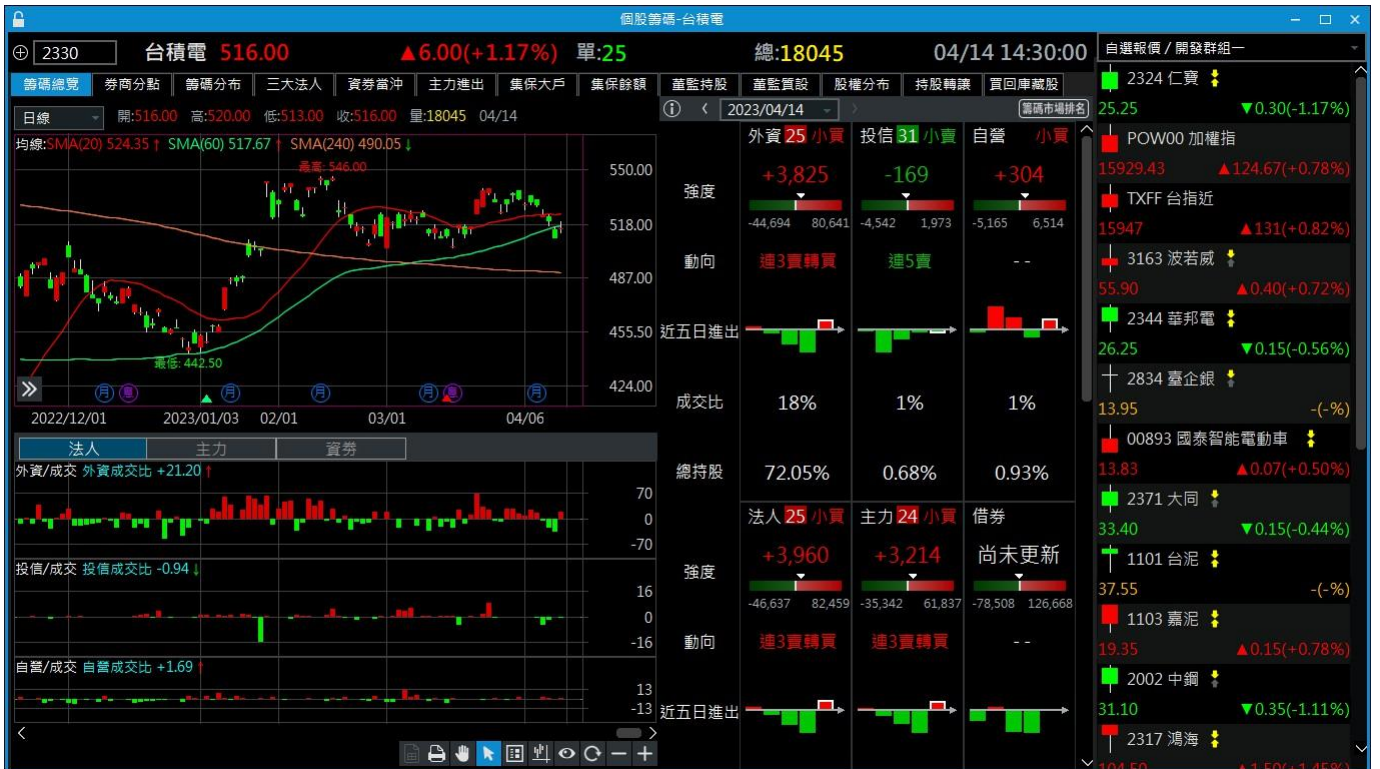 個股籌碼-台積電
2330 台積電 516.00 ▲6.00(+1.17%) 單:25 總:18045 04/14 14:30:00
籌碼總覽 券商分點 籌碼分布 三大法人 資券當沖 主力進出 集保大戶 集保餘額 董監持股 董監質設 股權分布 持股轉讓 買回庫藏股
日線 開:516.00 高:520.00 低:513.00 收:516.00 量:18045 04/14
均線:SMA(20) 524.35↑ SMA(60) 517.67↑ SMA(240) 490.05↓
最高: 546.00
550.00
518.00
487.00
455.50
最低: 442.50
424.00
月 息 月 月 月 息 月
2022/12/01 2023/01/03 02/01 03/01 04/06
法人 主力 資券
外資/成交 外資成交比 +21.20↑
70
0
-70
投信/成交 投信成交比 -0.94↓
16
0
-16
自營/成交 自營成交比 +1.69↑
13
-13
2023/04/14 籌碼市場排名
外資 25 小買 投信 31 小賣 自營 小買
強度 +3,825 -169 +304
-44,694 80,641 -4,542 1,973 -5,165 6,514
動向 連3賣轉買 連5賣 - -
近五日進出
成交比 18% 1% 1%
總持股 72.05% 0.68% 0.93%
法人 25 小買 主力 24 小買 借券
強度 +3,960 +3,214 尚未更新
-46,637 82,459 -35,342 61,837 -78,508 126,668
動向 連3賣轉買 連3賣轉買 - -
近五日進出
自選報價 / 開發群組一
2324 仁寶
25.25 ▼0.30(-1.17%)
POW00 加權指
15929.43 ▲124.67(+0.78%)
TXFF 台指近
15947 ▲131(+0.82%)
3163 波若威
55.90 ▲0.40(+0.72%)
2344 華邦電
26.25 ▼0.15(-0.56%)
2834 臺企銀
13.95 -(-%)
00893 國泰智能電動車
13.83 ▲0.07(+0.50%)
2371 大同
33.40 ▼0.15(-0.44%)
1101 台泥
37.55 -(-%)
1103 嘉泥
19.35 ▲0.15(+0.78%)
2002 中鋼
31.10 ▼0.35(-1.11%)
2317 鴻海
104.50 ▲1.50(+1.45%)